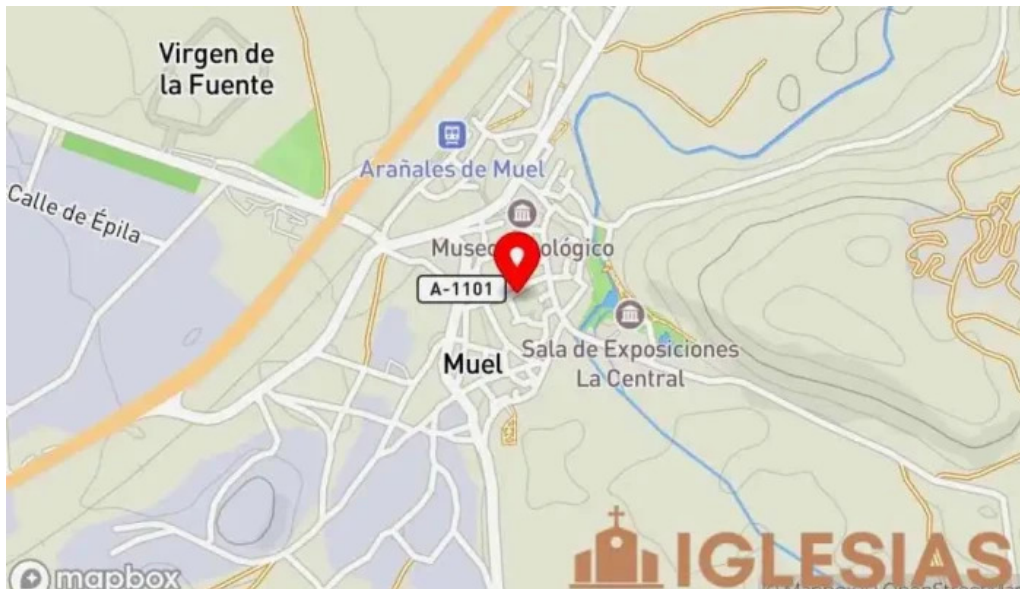 Virgen de
la Fuente
Arañales de Muel
Calle de Épila
A-1101
Muel
Sala de Exposiciones
La Central
IGLESIAS
mapbox